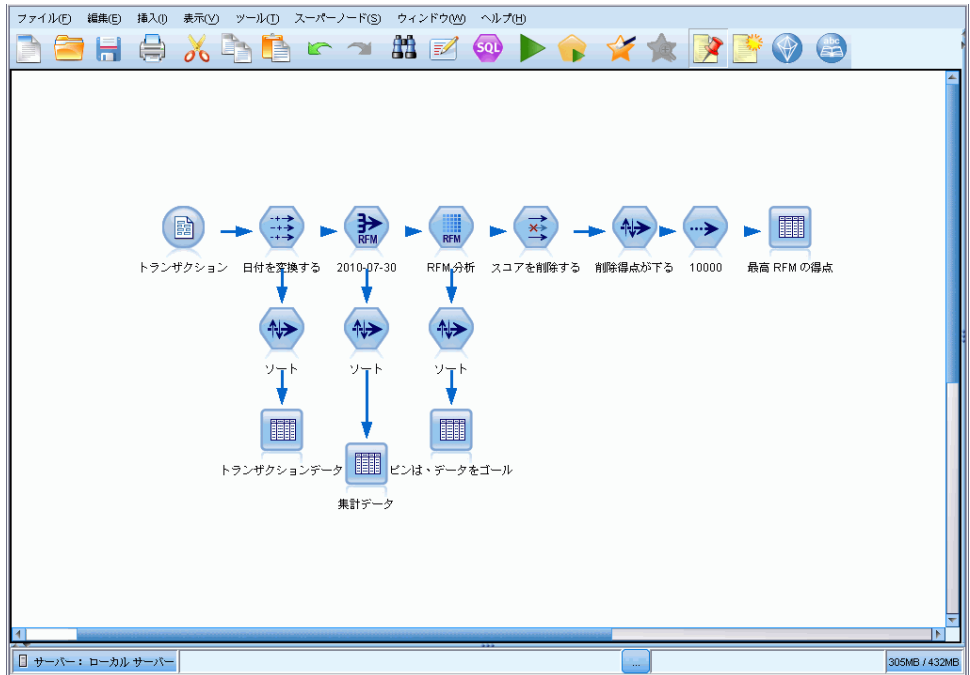 ファイル(F) 編集(E) 挿入(I) 表示(V) ツール(T) スーパーノード(S) ウィンドウ(W) ヘルプ(H)
SQL
abc
RFM
RFM
トランザクション 日付を変換する 2010-07-30 RFM 分析 スコアを削除する 削除得点が下る 10000 最高 RFM の得点
ソート ソート ソート
トランザクションデータ ビンは、データをゴール
集計データ
サーバー： ローカル サーバー ... 305MB / 432MB